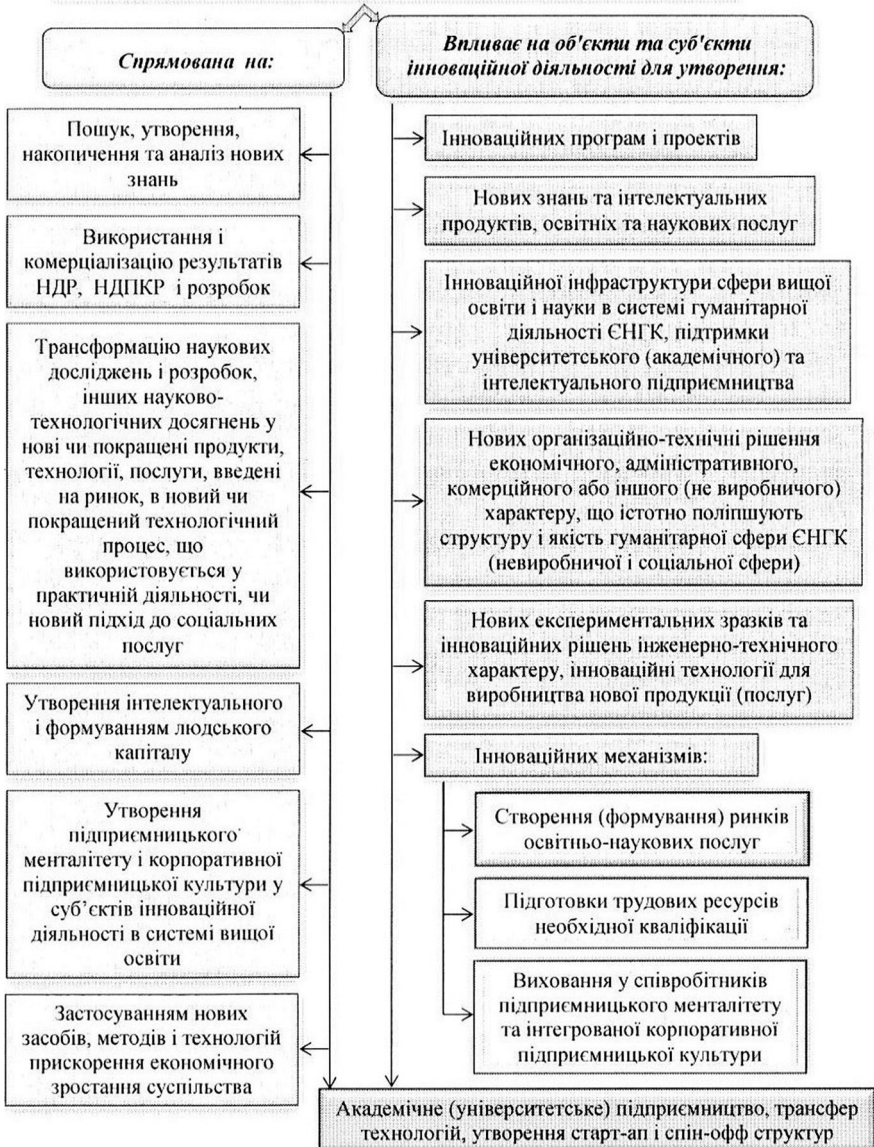 Спрямована на:
Пошук, утворення,
накопичення та аналіз нових
знань
Використання і
комерціалізацію результатів
НДР, НДПКР і розробок
Трансформацію наукових
досліджень і розробок,
інших науково-
технологічних досягнень у
нові чи покращені продукти,
технології, послуги, введені
на ринок, в новий чи
покращений технологічний
процес, що
використовується у
практичній діяльності, чи
новий підхід до соціальних
послуг
Утворення інтелектуального
і формуванням людського
капіталу
Утворення
підприємницького
менталітету і корпоративної
підприємницької культури у
суб’єктів інноваційної
діяльності в системі вищої
освіти
Застосуванням нових
засобів, методів і технологій
прискорення економічного
зростання суспільства
Впливає на об'єкти та суб'єкти
інноваційної діяльності для утворення:
Інноваційних програм і проектів
Нових знань та інтелектуальних
продуктів, освітніх та наукових послуг
Інноваційної інфраструктури сфери вищої
освіти і науки в системі гуманітарної
діяльності ЄНГК, підтримки
університетського (академічного) та
інтелектуального підприємництва
Нових організаційно-технічні рішення
економічного, адміністративного,
комерційного або іншого (не виробничого)
характеру, що істотно поліпшують
структуру і якість гуманітарної сфери ЄНГК
(невиробничої і соціальної сфери)
Нових експериментальних зразків та
інноваційних рішень інженерно-технічного
характеру, інноваційні технології для
виробництва нової продукції (послуг)
Інноваційних механізмів:
Створення (формування) ринків
освітньо-наукових послуг
Підготовки трудових ресурсів
необхідної кваліфікації
Виховання у співробітників
підприємницького менталітету
та інтегрованої корпоративної
підприємницької культури
Академічне (університетське) підприємництво, трансфер
технологій, утворення старт-ап і спін-офф структур